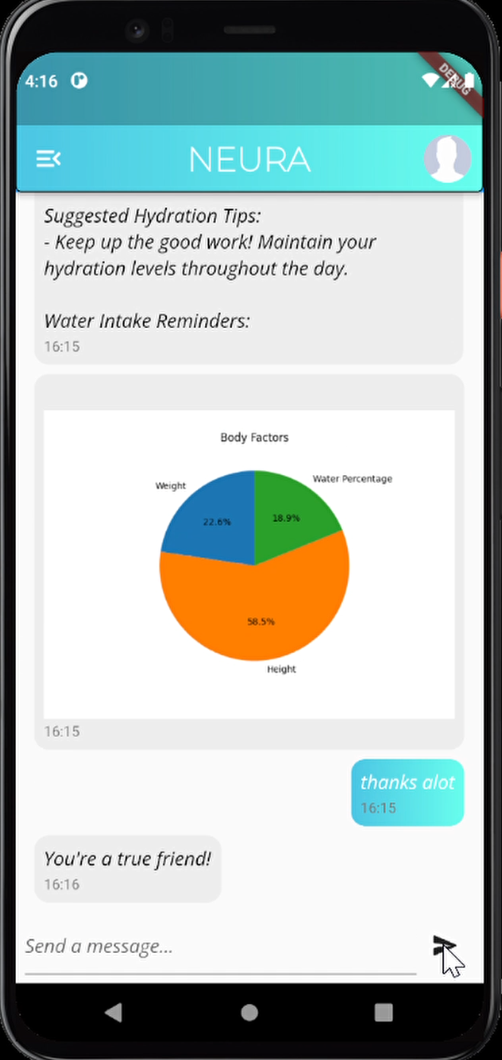 4:16
DEBUG
NEURA
Suggested Hydration Tips:
- Keep up the good work! Maintain your
hydration levels throughout the day.
Water Intake Reminders:
16:15
Body Factors
Weight
Water Percentage
22.6%
18.9%
58.5%
Height
16:15
thanks alot
16:15
You're a true friend!
16:16
Send a message...